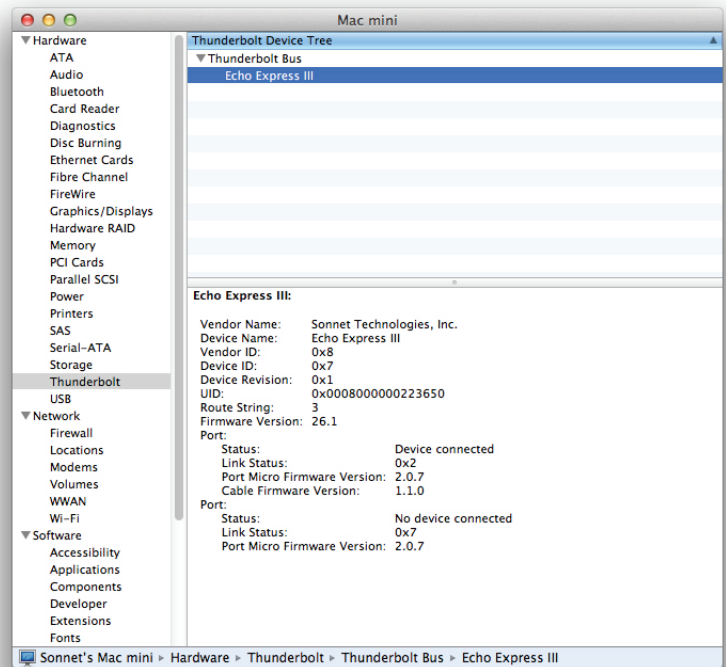 Mac mini
▼Hardware
ATA
Audio
Bluetooth
Card Reader
Diagnostics
Disc Burning
Ethernet Cards
Fibre Channel
FireWire
Graphics/Displays
Hardware RAID
Memory
PCI Cards
Parallel SCSI
Power
Printers
SAS
Serial-ATA
Storage
Thunderbolt
USB
▼Network
Firewall
Locations
Modems
Volumes
WWAN
Wi-Fi
▼Software
Accessibility
Applications
Components
Developer
Extensions
Fonts
Thunderbolt Device Tree
▼Thunderbolt Bus
Echo Express III
Echo Express III:
Vendor Name: Sonnet Technologies, Inc.
Device Name: Echo Express III
Vendor ID: 0x8
Device ID: 0x7
Device Revision: 0x1
UID: 0x0008000000223650
Route String: 3
Firmware Version: 26.1
Port:
Status: Device connected
Link Status: 0x2
Port Micro Firmware Version: 2.0.7
Cable Firmware Version: 1.1.0
Port:
Status: No device connected
Link Status: 0x7
Port Micro Firmware Version: 2.0.7
Sonnet's Mac mini ▸ Hardware ▸ Thunderbolt ▸ Thunderbolt Bus ▸ Echo Express III